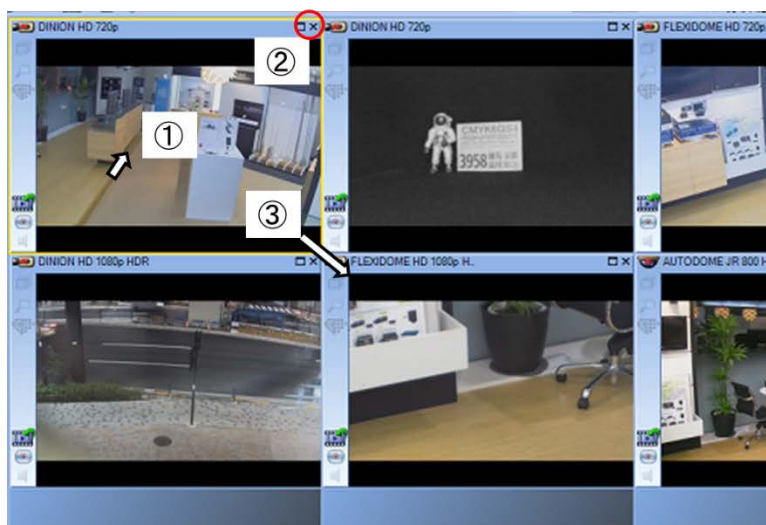 DINION HD 720p
DINION HD 720p
FLEXIDOME HD 720p
②
①
CMYK6GS4
3958
③
DINION HD 1080p HDR
FLEXIDOME HD 1080p H..
AUTODOME JR 800 H